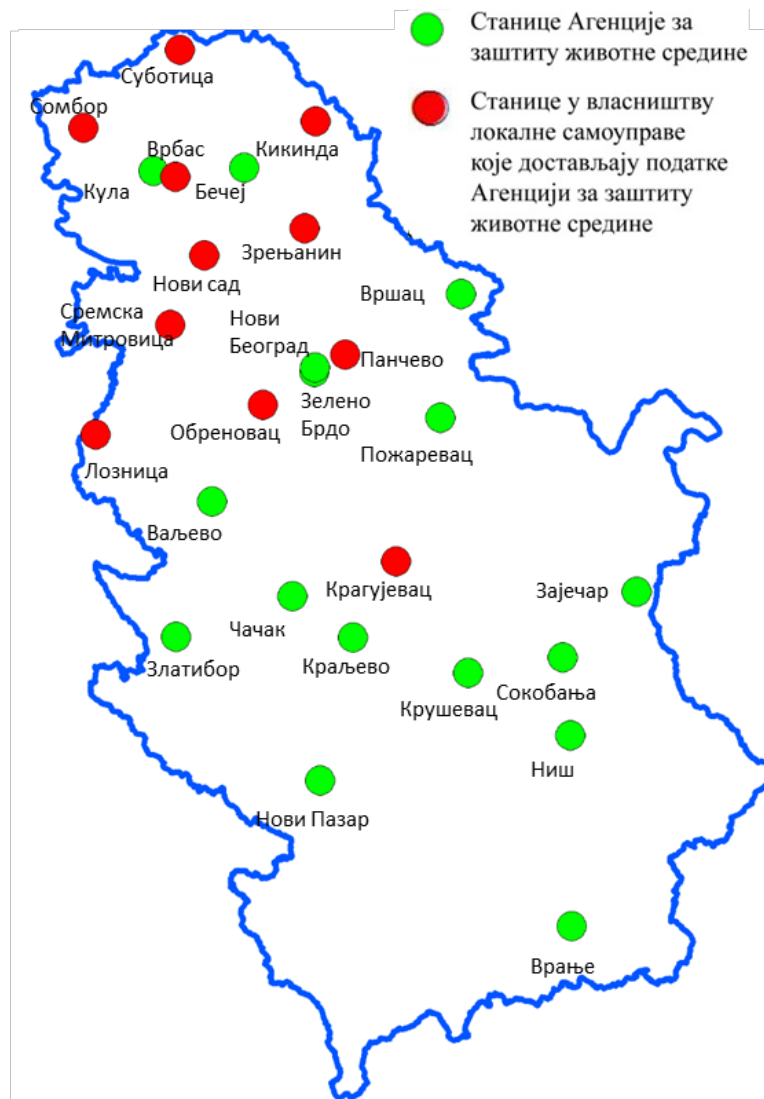 Станице Агенције за
заштиту животне средине
Станице у власништву
локалне самоуправе
које достављају податке
Агенцији за заштиту
животне средине
Суботица
Сомбор
Врбас
Кикинда
Кула
Бечеј
Зрењанин
Нови сад
Вршац
Сремска
Митровица
Нови
Београд
Панчево
Зелено
Брдо
Обреновац
Пожаревац
Лозница
Ваљево
Крагујевац
Зајечар
Чачак
Златибор
Краљево
Сокобања
Крушевац
Ниш
Нови Пазар
Врање